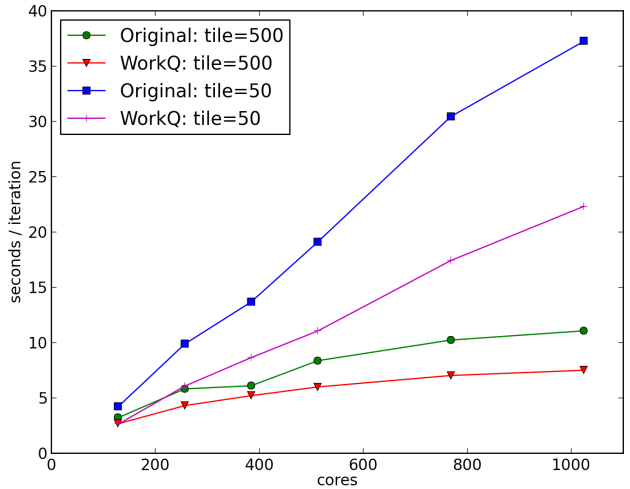 40
35
30
25
20
15
10
5
0
seconds / iteration
Original: tile=500
WorkQ: tile=500
Original: tile=50
WorkQ: tile=50
0 200 400 600 800 1000
cores